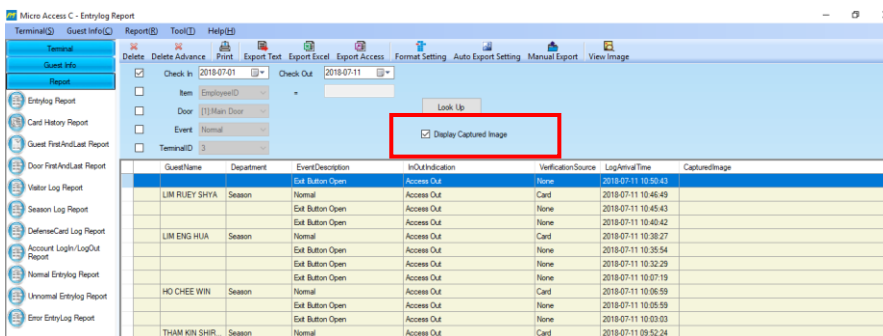 Micro Access C - Entrylog Report
Terminal(S) Guest Info(C) Report(R) Tool(T) Help(H)
Terminal
Guest Info
Report
Entrylog Report
Card History Report
Guest FirstAndLast Report
Door FirstAndLast Report
Visitor Log Report
Season Log Report
DefenseCard Log Report
Account LogIn/LogOut
Report
Normal Entrylog Report
Unnomal Entrylog Report
Error EntryLog Report
Delete Delete Advance Print Export Text Export Excel Export Access Format Setting Auto Export Setting Manual Export View Image
Check In 2018-07-01 Check Out 2018-07-11
Item EmployeeID =
Door [1]:Main Door Look Up
Event Normal Display Captured Image
TerminalID 3
GuestName Department EventDescription InOutIndication VerificationSource LogArrivalTime CapturedImage
Exit Button Open Access Out None 2018-07-11 10:50:43
LIM RUEY SHYA Season Normal Access Out Card 2018-07-11 10:46:49
Exit Button Open Access Out None 2018-07-11 10:45:43
Exit Button Open Access Out None 2018-07-11 10:40:42
LIM ENG HUA Season Normal Access Out Card 2018-07-11 10:38:27
Exit Button Open Access Out None 2018-07-11 10:35:54
Exit Button Open Access Out None 2018-07-11 10:32:29
Exit Button Open Access Out None 2018-07-11 10:07:19
HO CHEE WIN Season Normal Access Out Card 2018-07-11 10:06:59
Exit Button Open Access Out None 2018-07-11 10:05:59
Exit Button Open Access Out None 2018-07-11 10:03:03
THAM KIN SHIR... Season Normal Access Out Card 2018-07-11 09:52:24